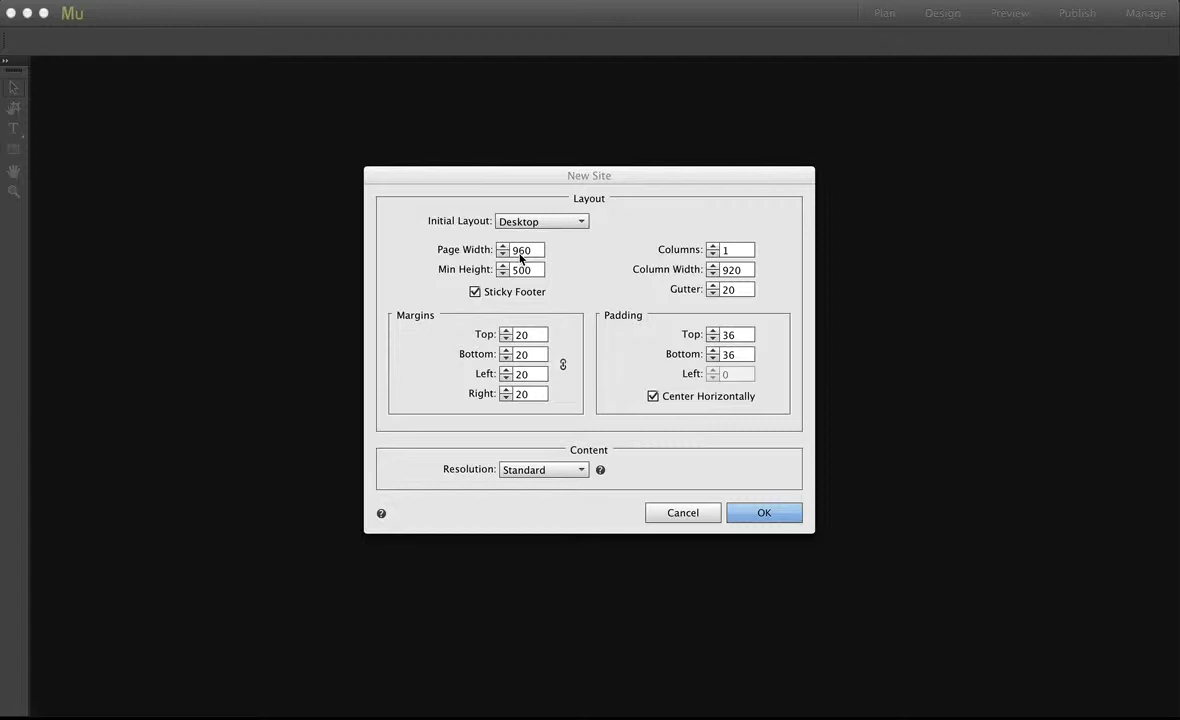 Mu Plan Design Preview Publish Manage
T
New Site
Layout
Initial Layout: Desktop
Page Width: 960 Columns: 1
Min Height: 500 Column Width: 920
Sticky Footer Gutter: 20
Margins Padding
Top: 20 Top: 36
Bottom: 20 Bottom: 36
Left: 20 Left: 0
Right: 20 Center Horizontally
Content
Resolution: Standard ?
? Cancel OK